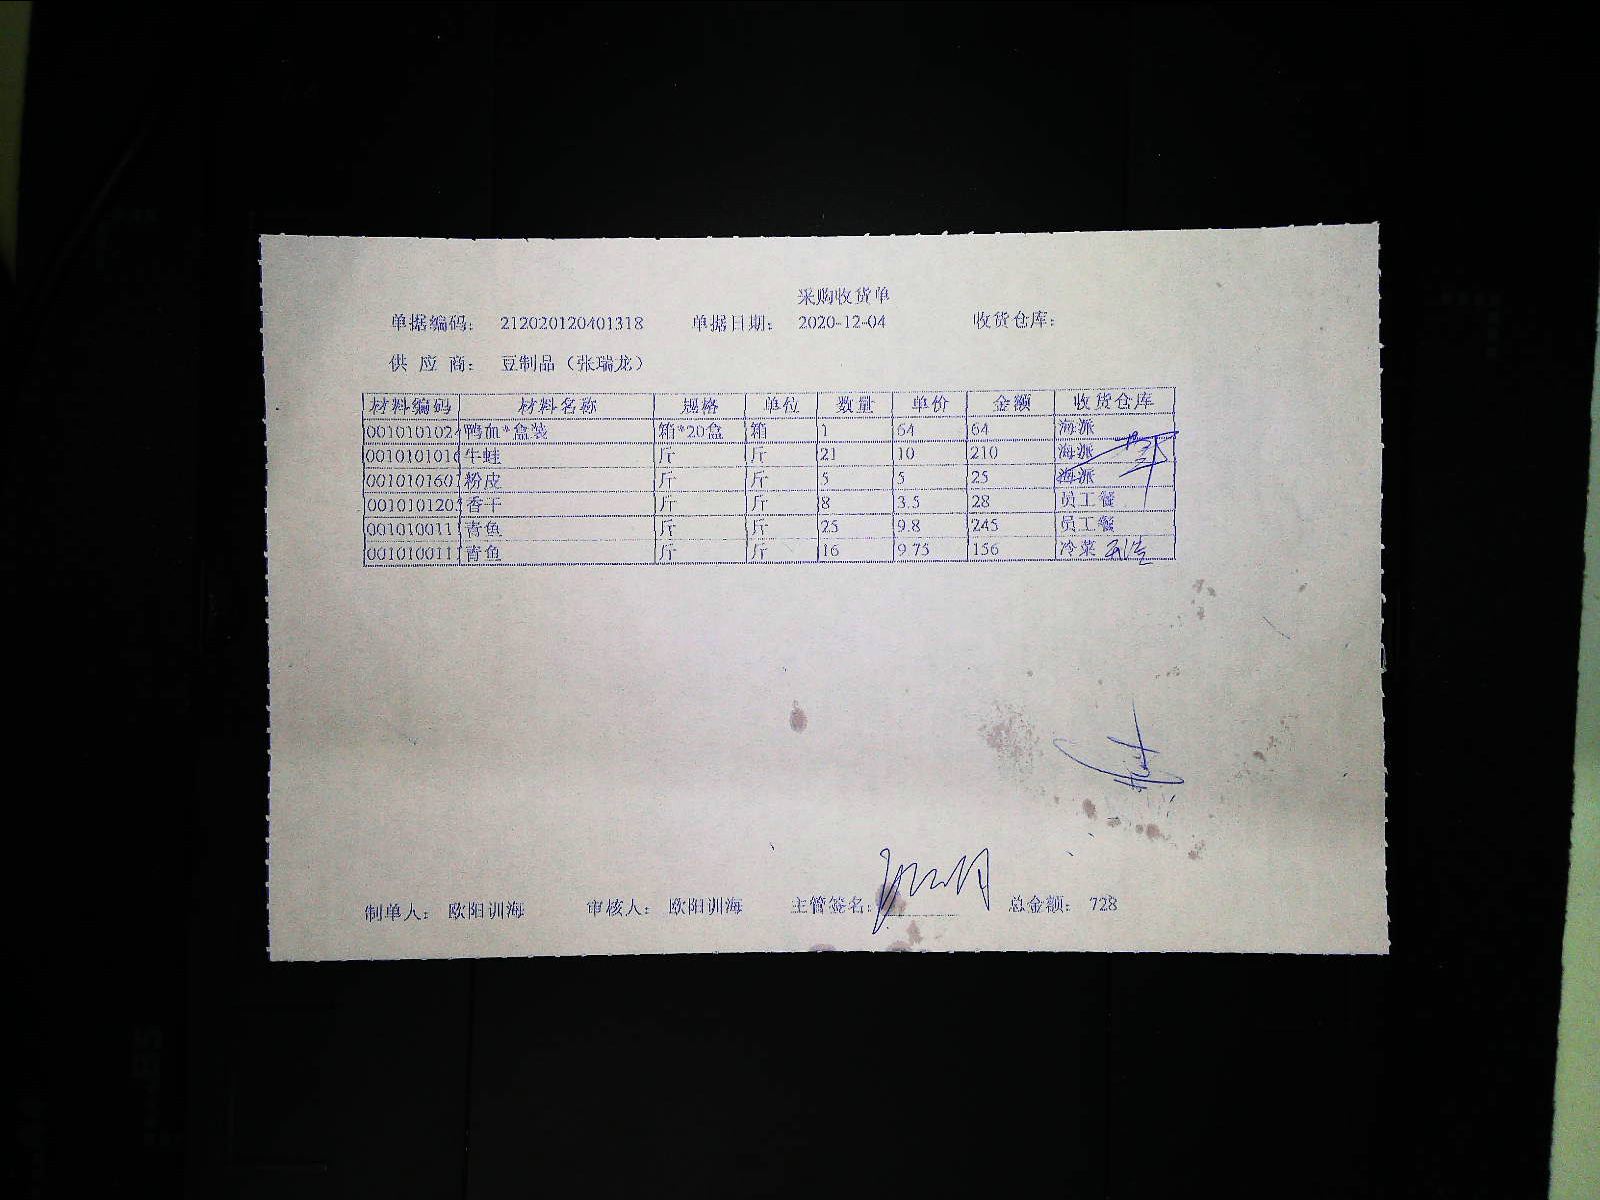 采购收货单
单据编码: 212020120401318 单据日期: 2020-12-04 收货仓库:
供 应 商: 豆制品（张瑞龙）
材料编码 材料名称 规格 单位 数量 单价 金额 收货仓库
001010102 鸭血*盒装 箱*20盒 箱 1 64 64 海派
001010101 牛蛙 斤 斤 21 10 210 海派
001010160 粉皮 斤 斤 5 5 25 海派
001010120 香干 斤 斤 8 3.5 28 员工餐
001010011 青鱼 斤 斤 25 9.8 245 员工餐
001010011 青鱼 斤 斤 16 9.75 156 冷菜
制单人: 欧阳训海 审核人: 欧阳训海 主管签名: 总金额: 728